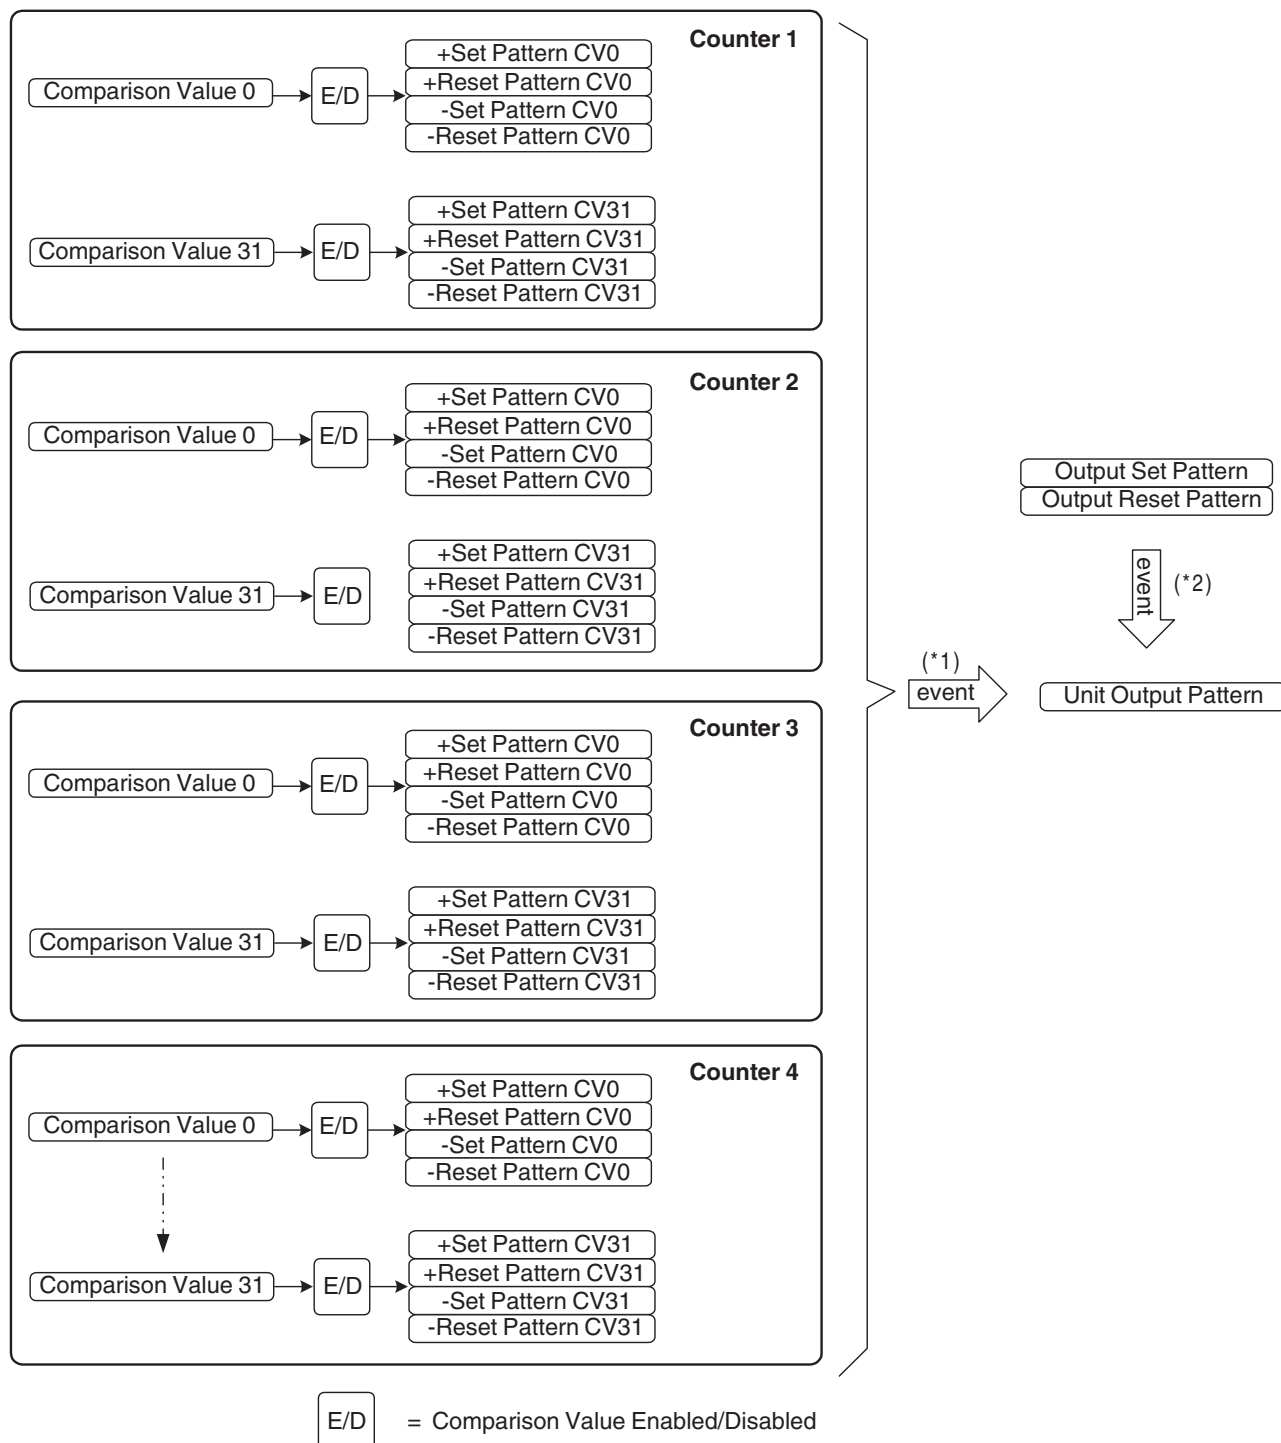 Counter 1
Comparison Value 0
E/D
+Set Pattern CV0
+Reset Pattern CV0
-Set Pattern CV0
-Reset Pattern CV0
Comparison Value 31
E/D
+Set Pattern CV31
+Reset Pattern CV31
-Set Pattern CV31
-Reset Pattern CV31
Counter 2
Comparison Value 0
E/D
+Set Pattern CV0
+Reset Pattern CV0
-Set Pattern CV0
-Reset Pattern CV0
Comparison Value 31
E/D
+Set Pattern CV31
+Reset Pattern CV31
-Set Pattern CV31
-Reset Pattern CV31
Counter 3
Comparison Value 0
E/D
+Set Pattern CV0
+Reset Pattern CV0
-Set Pattern CV0
-Reset Pattern CV0
Comparison Value 31
E/D
+Set Pattern CV31
+Reset Pattern CV31
-Set Pattern CV31
-Reset Pattern CV31
Counter 4
Comparison Value 0
E/D
+Set Pattern CV0
+Reset Pattern CV0
-Set Pattern CV0
-Reset Pattern CV0
Comparison Value 31
E/D
+Set Pattern CV31
+Reset Pattern CV31
-Set Pattern CV31
-Reset Pattern CV31
(*1)
event
Output Set Pattern
Output Reset Pattern
event
(*2)
Unit Output Pattern
E/D = Comparison Value Enabled/Disabled